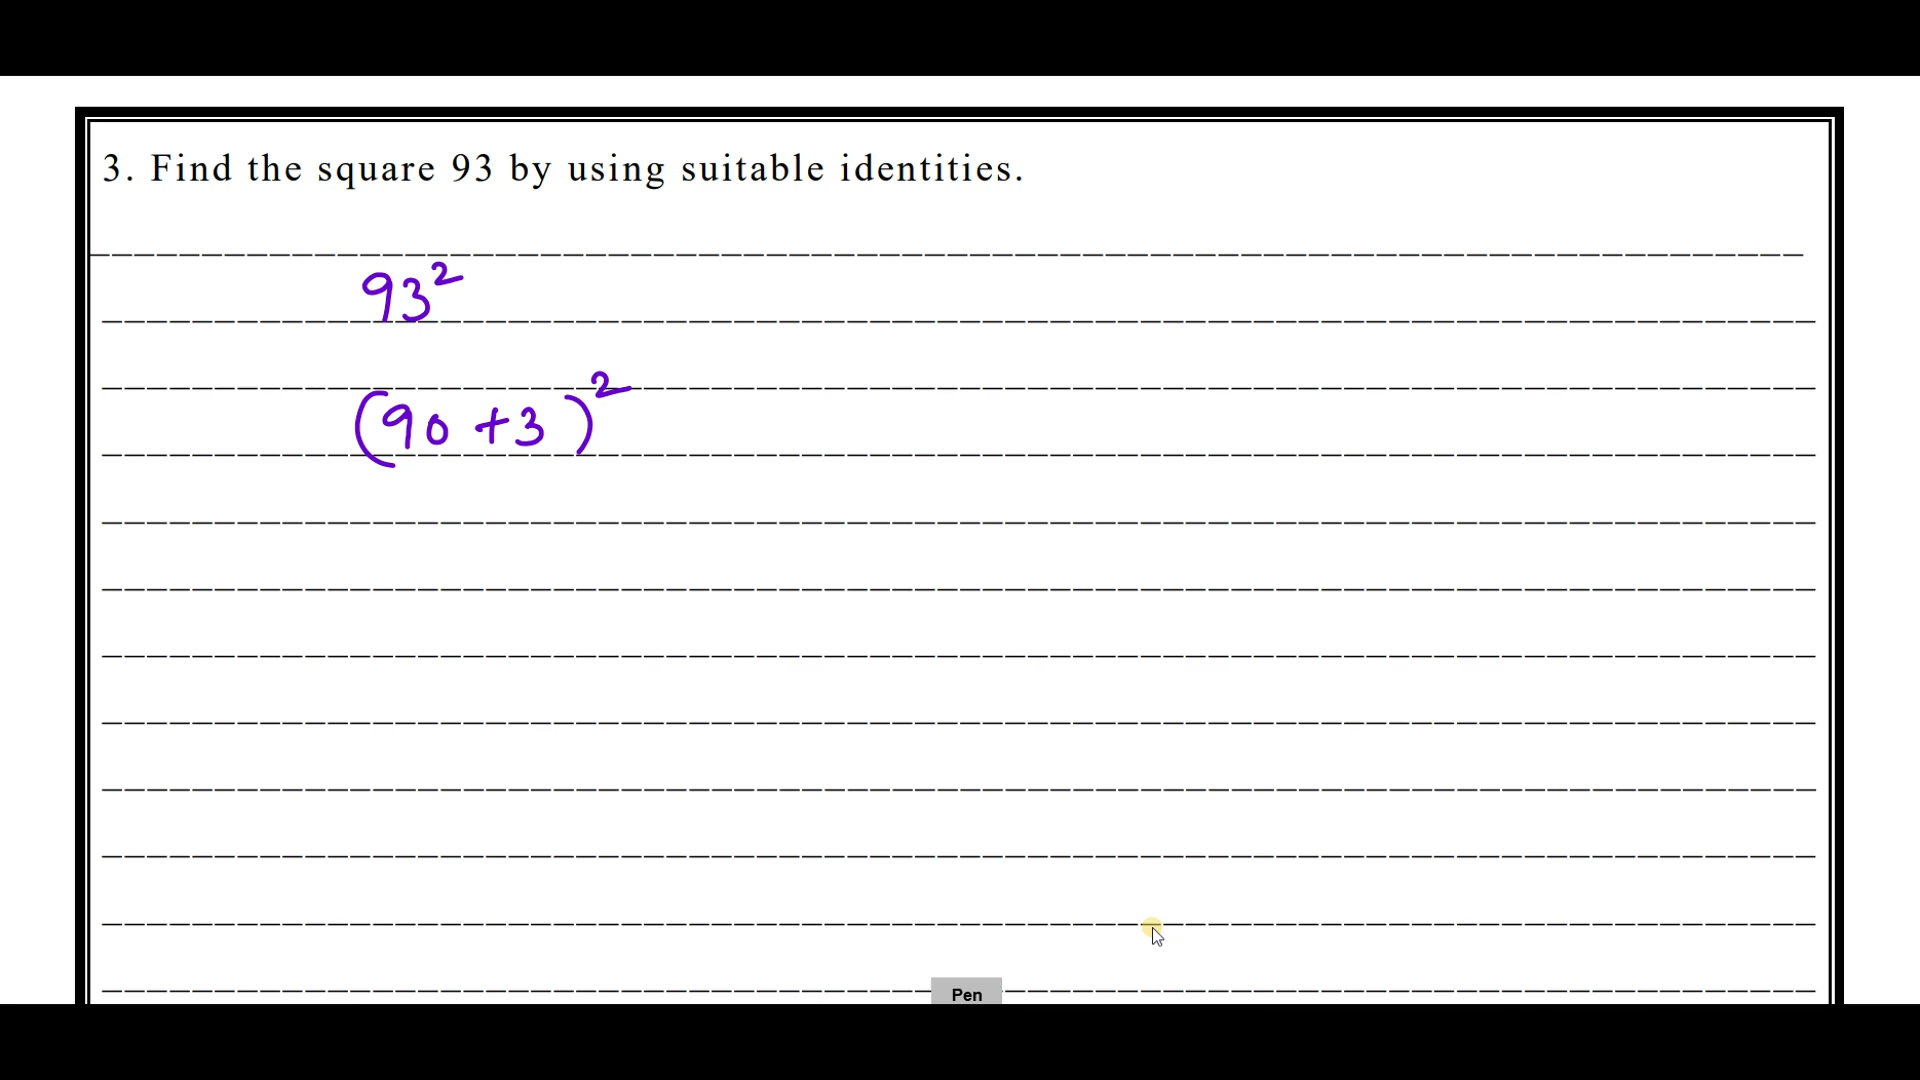 3. Find the square 93 by using suitable identities.
93²
(90 +3)²
Pen